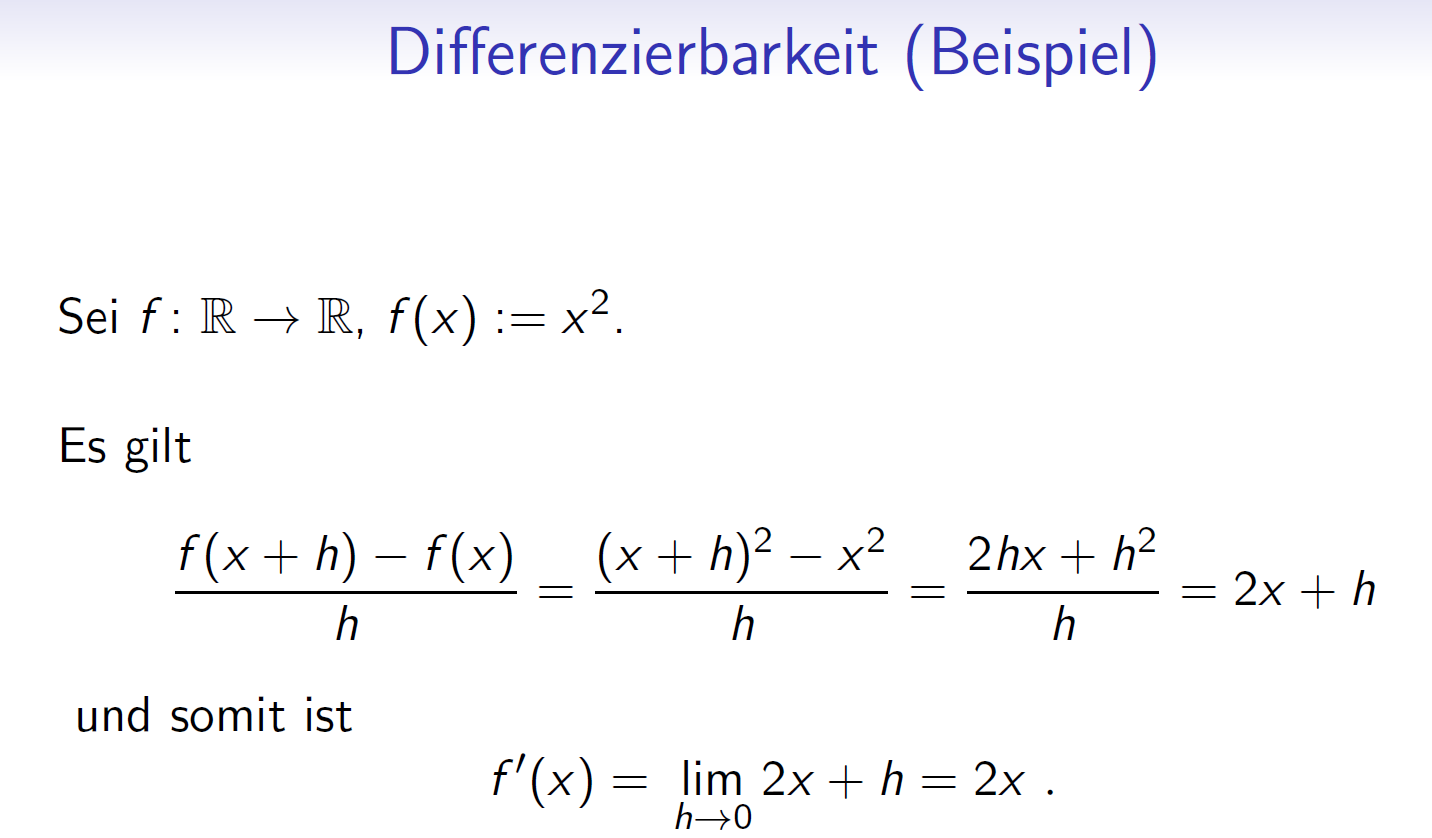 Differenzierbarkeit (Beispiel)
Sei f : ℝ → ℝ, f(x) := x².
Es gilt
(f(x + h) − f(x))/h = ((x + h)² − x²)/h = (2hx + h²)/h = 2x + h
und somit ist
f′(x) = lim_{h→0} 2x + h = 2x .